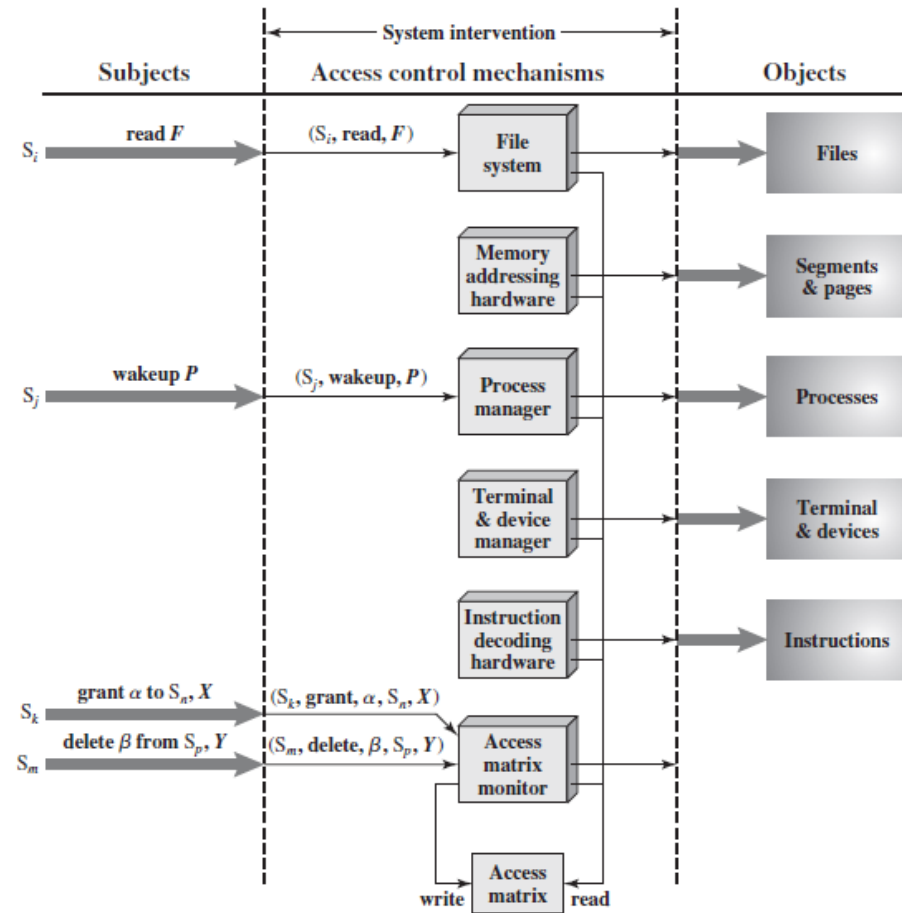 System intervention
Subjects
Access control mechanisms
Objects
Sᵢ
read F
(Sᵢ, read, F)
File
system
Files
Memory
addressing
hardware
Segments
& pages
Sⱼ
wakeup P
(Sⱼ, wakeup, P)
Process
manager
Processes
Terminal
& device
manager
Terminal
& devices
Instruction
decoding
hardware
Instructions
Sₖ
grant α to Sₙ, X
(Sₖ, grant, α, Sₙ, X)
Sₘ
delete β from Sₚ, Y
(Sₘ, delete, β, Sₚ, Y)
Access
matrix
monitor
write
Access
matrix
read